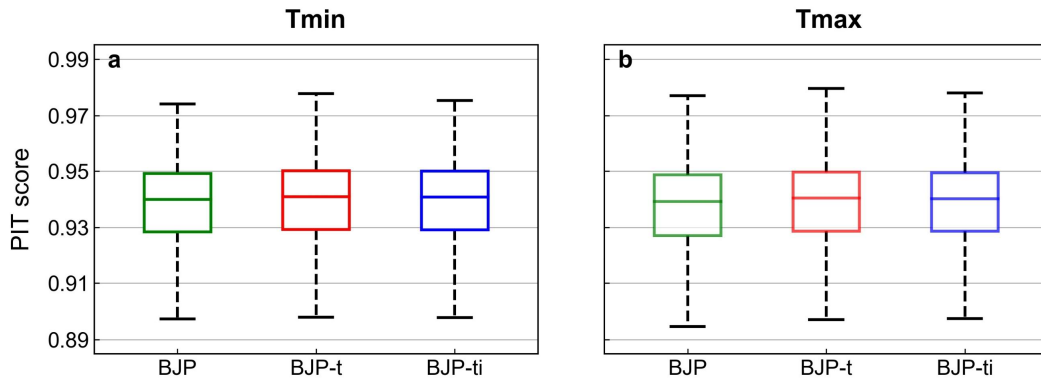 Tmin
Tmax
a
b
PIT score
0.99
0.97
0.95
0.93
0.91
0.89
BJP
BJP-t
BJP-ti
BJP
BJP-t
BJP-ti